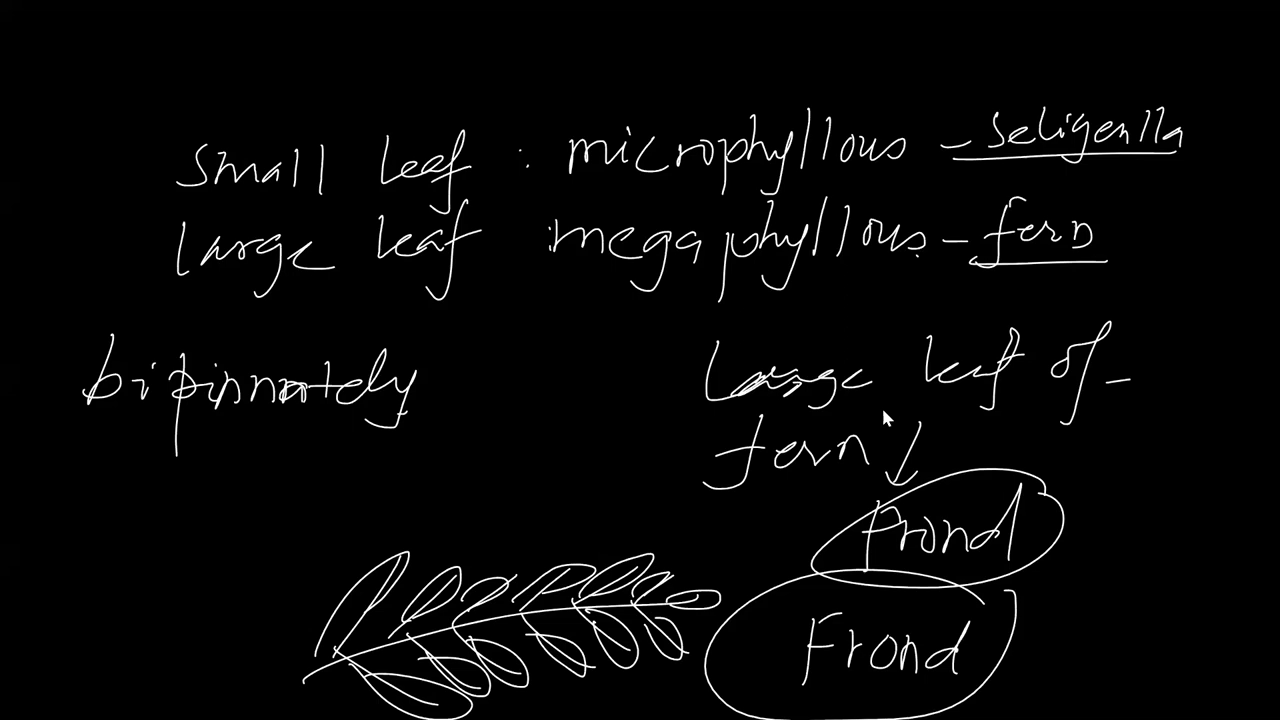 small leaf : microphyllous - seligenlla
large leaf :megaphyllous - fern
bipinnately
Large leaf of -
fern ↓
Frond
Frond